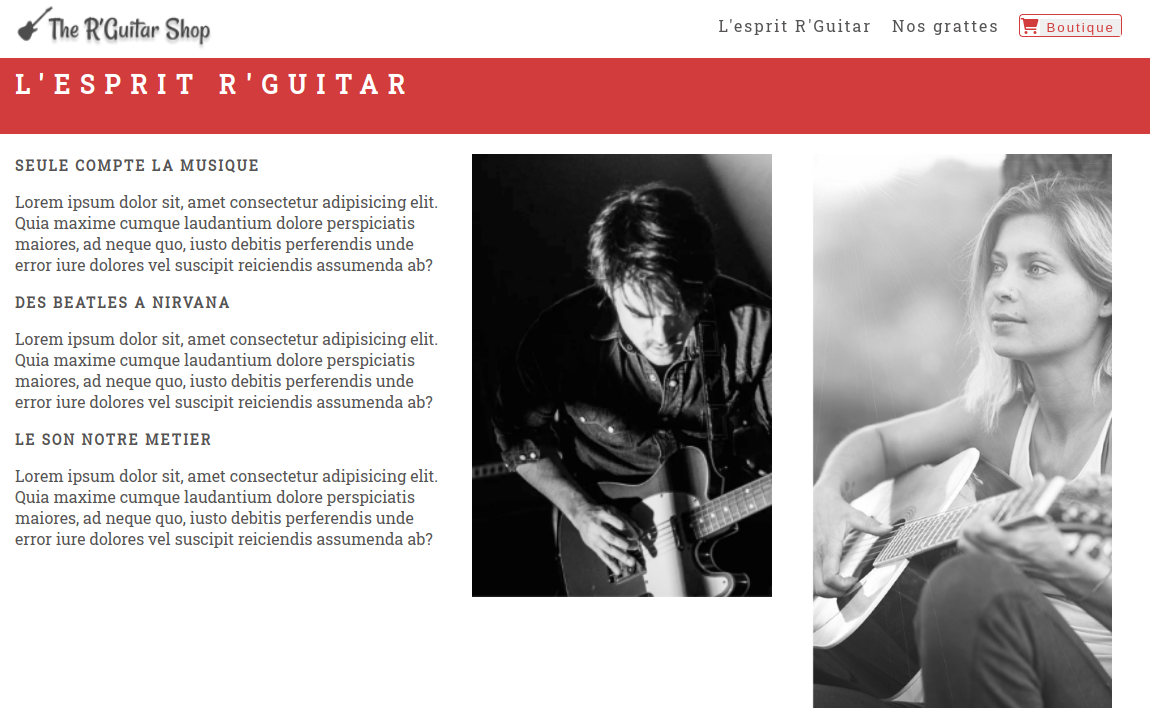 The R'Guitar Shop
L'esprit R'Guitar
Nos grattes
Boutique
L'ESPRIT R'GUITAR
SEULE COMPTE LA MUSIQUE
Lorem ipsum dolor sit, amet consectetur adipisicing elit.
Quia maxime cumque laudantium dolore perspiciatis
maiores, ad neque quo, iusto debitis perferendis unde
error iure dolores vel suscipit reiciendis assumenda ab?
DES BEATLES A NIRVANA
Lorem ipsum dolor sit, amet consectetur adipisicing elit.
Quia maxime cumque laudantium dolore perspiciatis
maiores, ad neque quo, iusto debitis perferendis unde
error iure dolores vel suscipit reiciendis assumenda ab?
LE SON NOTRE METIER
Lorem ipsum dolor sit, amet consectetur adipisicing elit.
Quia maxime cumque laudantium dolore perspiciatis
maiores, ad neque quo, iusto debitis perferendis unde
error iure dolores vel suscipit reiciendis assumenda ab?